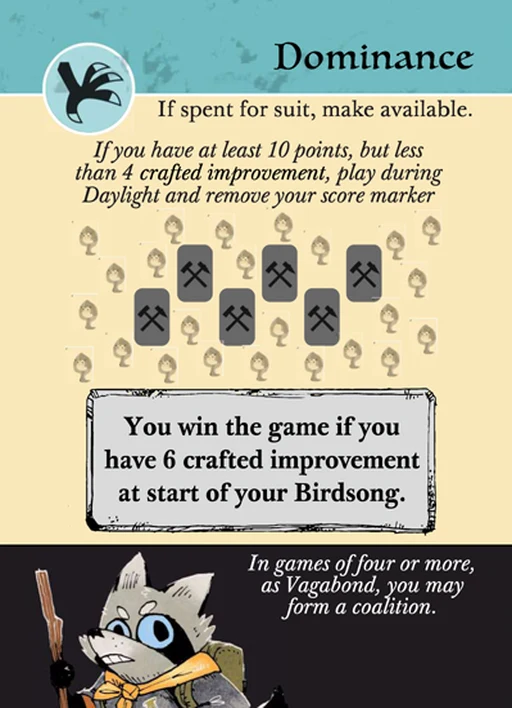 Dominance
If spent for suit, make available.
If you have at least 10 points, but less
than 4 crafted improvement, play during
Daylight and remove your score marker
You win the game if you
have 6 crafted improvement
at start of your Birdsong.
In games of four or more,
as Vagabond, you may
form a coalition.